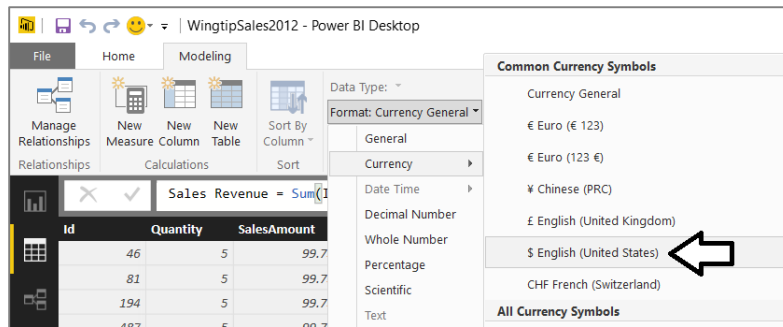 WingtipSales2012 - Power BI Desktop
File Home Modeling
Manage Relationships
New Measure
New Column
New Table
Sort By Column
Relationships Calculations Sort
Data Type:
Format: Currency General
General
Currency
Date Time
Decimal Number
Whole Number
Percentage
Scientific
Text
Common Currency Symbols
Currency General
€ Euro (€ 123)
€ Euro (123 €)
¥ Chinese (PRC)
£ English (United Kingdom)
$ English (United States)
CHF French (Switzerland)
All Currency Symbols
Sales Revenue = Sum(
Id Quantity SalesAmount
46 5 99.7
81 5 99.7
194 5 99.7
487 5 99.7